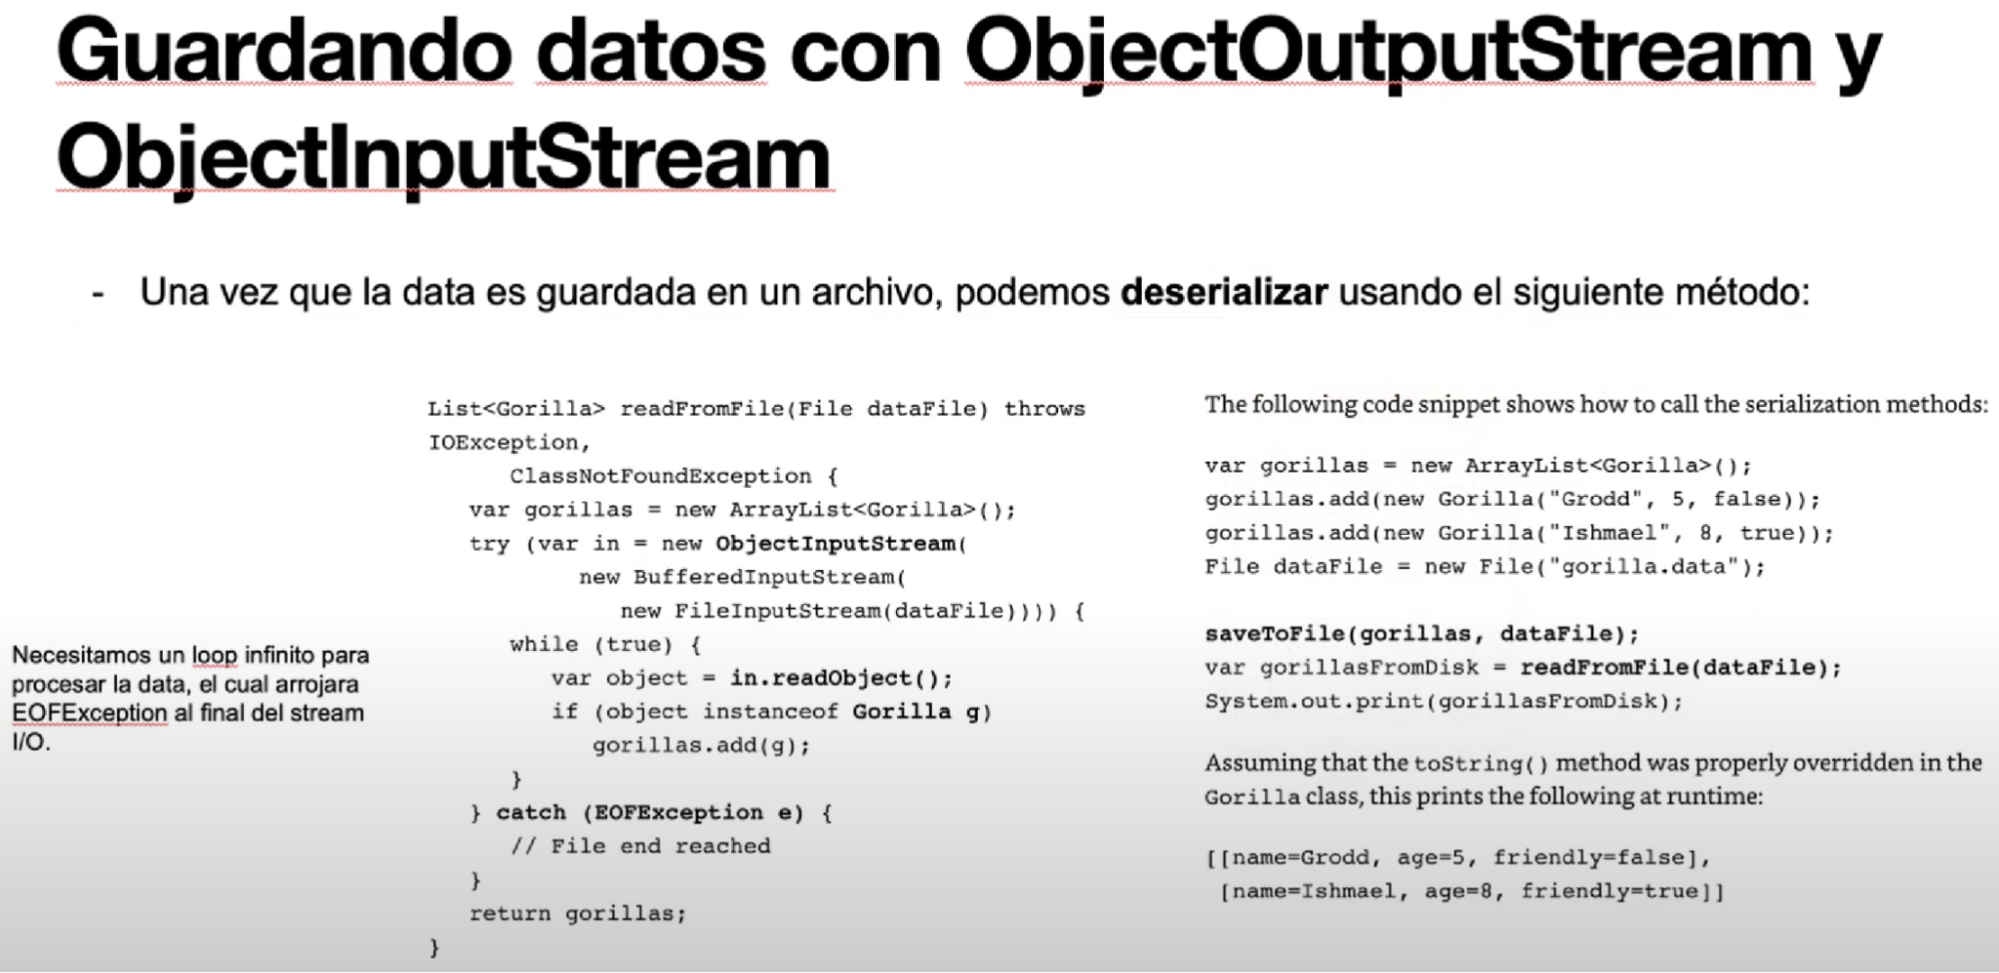 Guardando datos con ObjectOutputStream y
ObjectInputStream
- Una vez que la data es guardada en un archivo, podemos deserializar usando el siguiente método:
Necesitamos un loop infinito para
procesar la data, el cual arrojara
EOFException al final del stream
I/O.
List<Gorilla> readFromFile(File dataFile) throws
IOException,
      ClassNotFoundException {
   var gorillas = new ArrayList<Gorilla>();
   try (var in = new ObjectInputStream(
           new BufferedInputStream(
              new FileInputStream(dataFile)))) {
      while (true) {
         var object = in.readObject();
         if (object instanceof Gorilla g)
            gorillas.add(g);
      }
   } catch (EOFException e) {
      // File end reached
   }
   return gorillas;
}
The following code snippet shows how to call the serialization methods:
var gorillas = new ArrayList<Gorilla>();
gorillas.add(new Gorilla("Grodd", 5, false));
gorillas.add(new Gorilla("Ishmael", 8, true));
File dataFile = new File("gorilla.data");
saveToFile(gorillas, dataFile);
var gorillasFromDisk = readFromFile(dataFile);
System.out.print(gorillasFromDisk);
Assuming that the toString() method was properly overridden in the
Gorilla class, this prints the following at runtime:
[[name=Grodd, age=5, friendly=false],
 [name=Ishmael, age=8, friendly=true]]